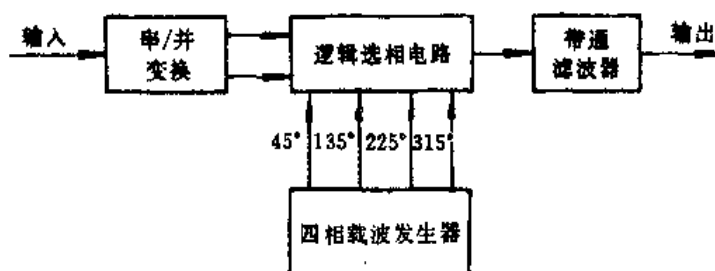 输入
串/并
变换
逻辑选相电路
带通
滤波器
输出
45° 135° 225° 315°
四相载波发生器